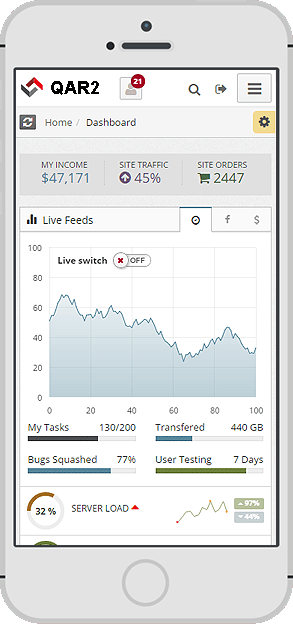 QAR2
21
Home / Dashboard
MY INCOME SITE TRAFFIC SITE ORDERS
$47,171 45% 2447
Live Feeds f $
100
Live switch OFF
80
60
40
20
0
0 20 40 60 80 100
My Tasks 130/200 Transfered 440 GB
Bugs Squashed 77% User Testing 7 Days
32 % SERVER LOAD 97%
44%